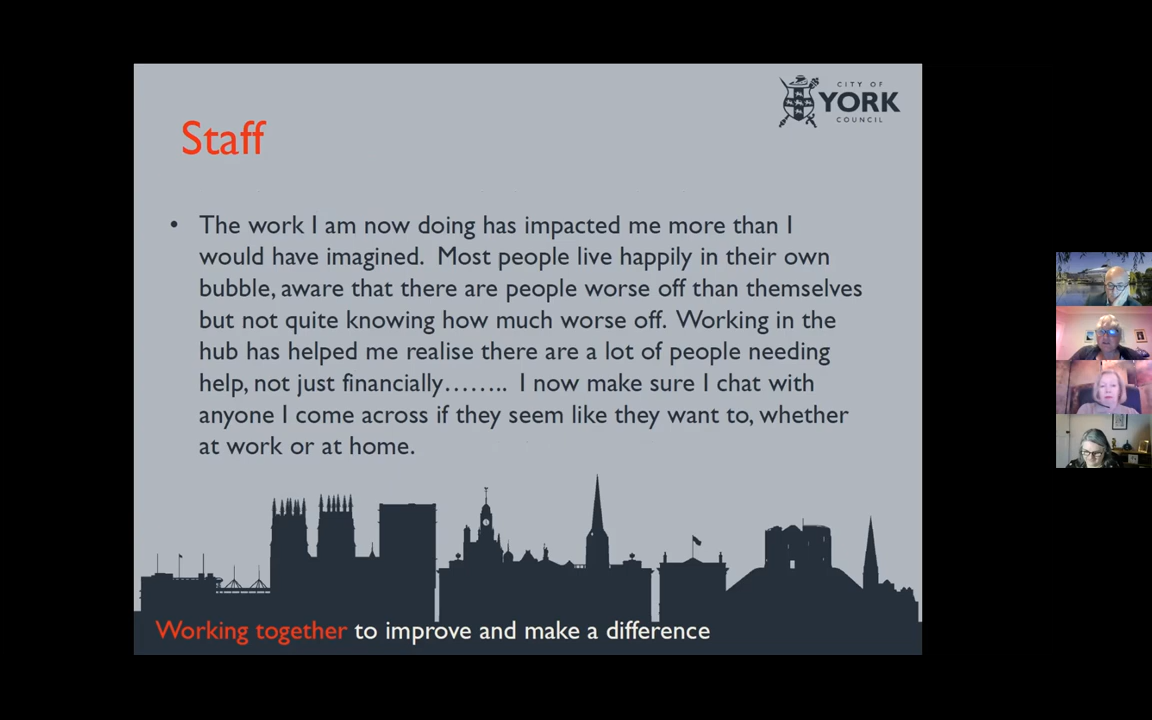 CITY OF
YORK
COUNCIL
Staff
• The work I am now doing has impacted me more than I
would have imagined.  Most people live happily in their own
bubble, aware that there are people worse off than themselves
but not quite knowing how much worse off.  Working in the
hub has helped me realise there are a lot of people needing
help, not just financially…….. I now make sure I chat with
anyone I come across if they seem like they want to, whether
at work or at home.
Working together to improve and make a difference